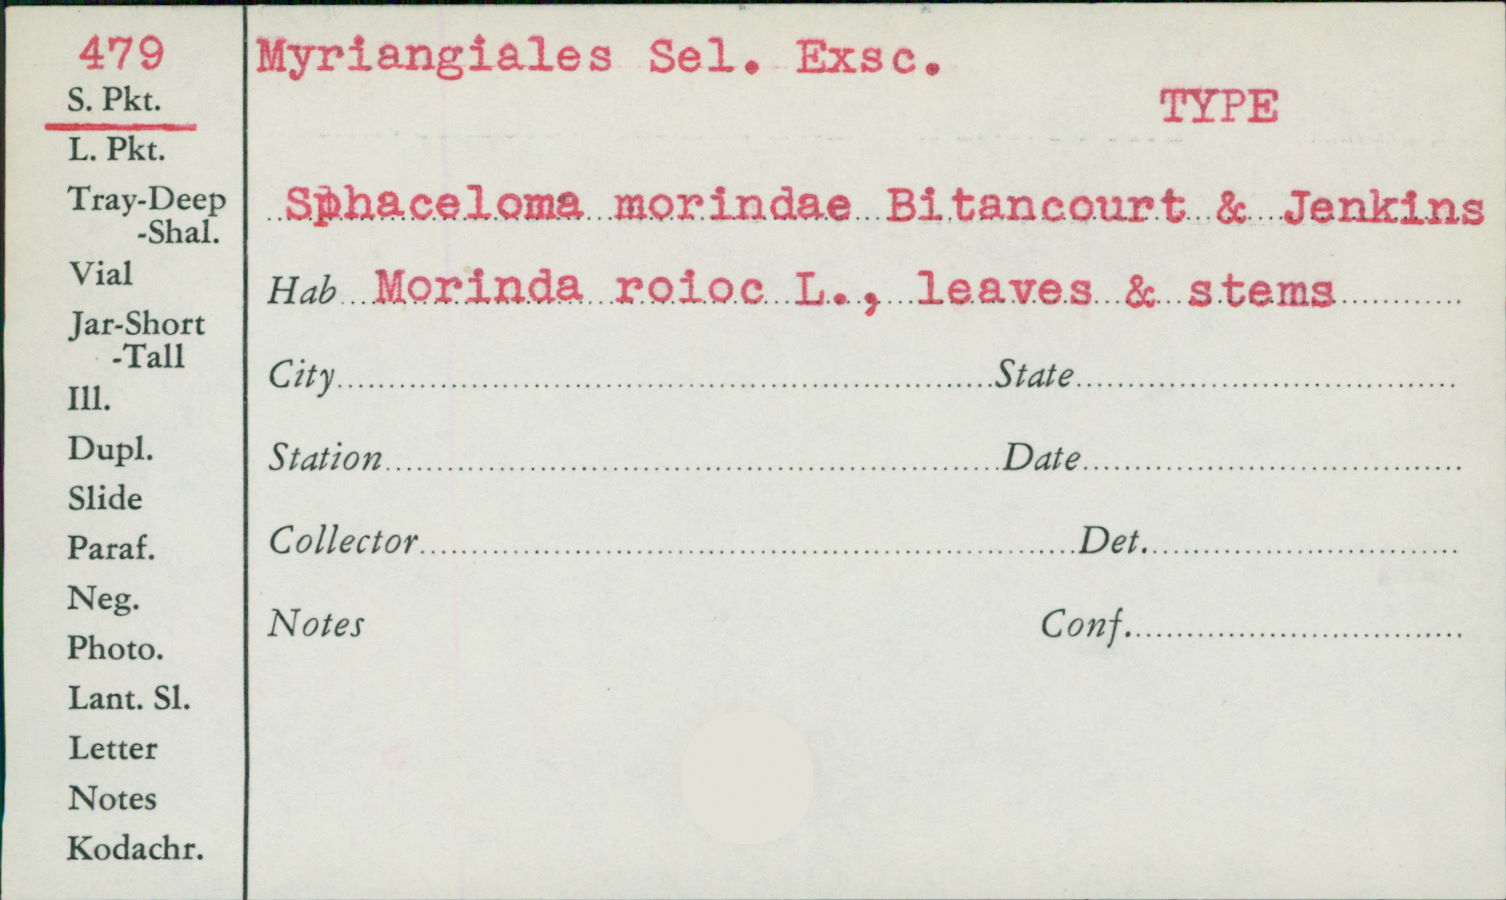 479
S. Pkt.
L. Pkt.
Tray-Deep
-Shal.
Vial
Jar-Short
-Tall
Ill.
Dupl.
Slide
Paraf.
Neg.
Photo.
Lant. Sl.
Letter
Notes
Kodachr.
Myriangiales Sel. Exsc.
TYPE
Sphaceloma morindae Bitancourt & Jenkins
Hab Morinda roioc L., leaves & stems
City State
Station Date
Collector Det.
Notes Conf.